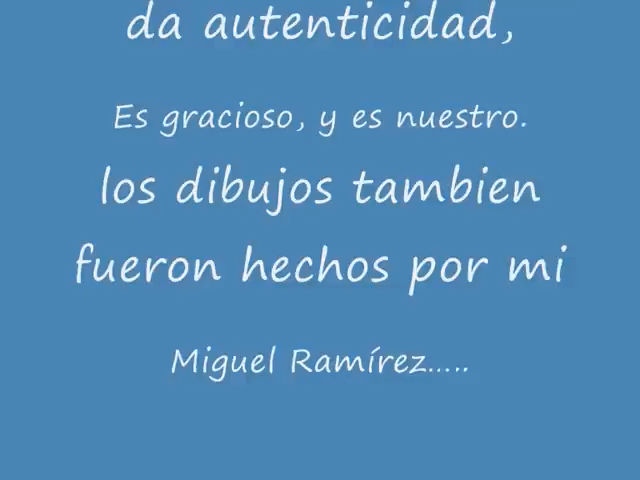 da autenticidad,
Es gracioso, y es nuestro.
los dibujos tambien
fueron hechos por mi
Miguel Ramírez.....